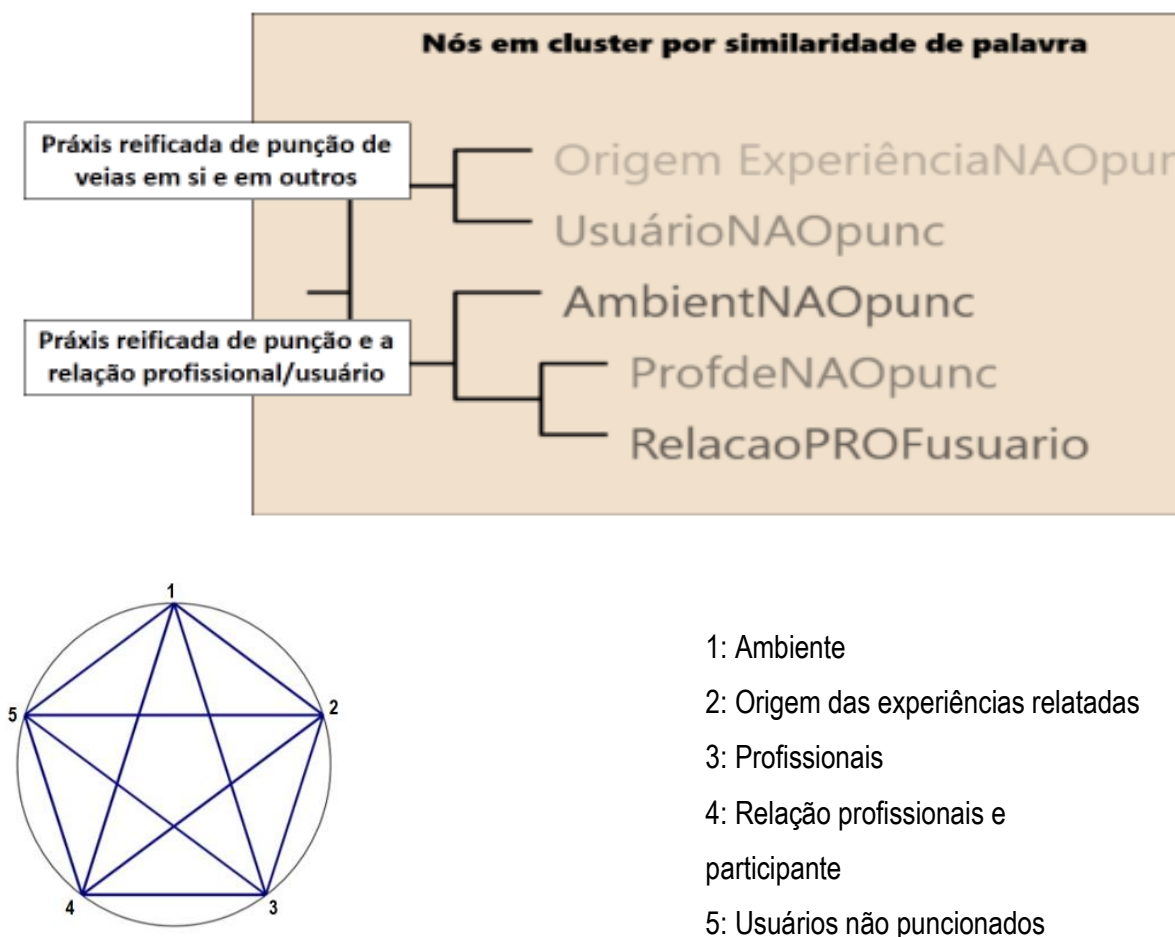 Nós em cluster por similaridade de palavra
Práxis reificada de punção de
veias em si e em outros
Origem ExperiênciaNAOpun
UsuárioNAOpunc
AmbientNAOpunc
Práxis reificada de punção e a
relação profissional/usuário
ProfdeNAOpunc
RelacaoPROFusuario
1
2
3
4
5
1: Ambiente
2: Origem das experiências relatadas
3: Profissionais
4: Relação profissionais e
participante
5: Usuários não puncionados